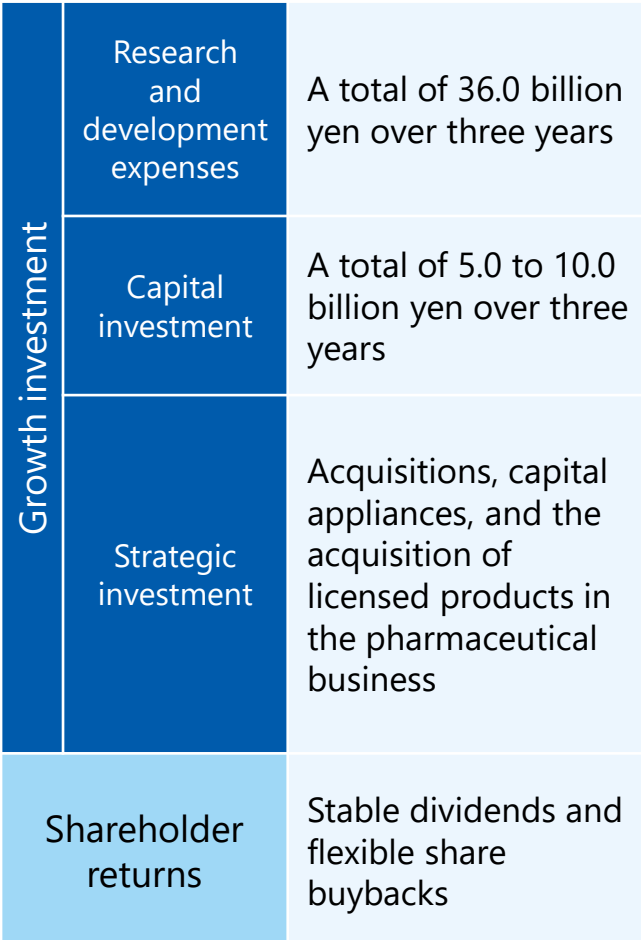 Growth investment
Research
and
development
expenses
A total of 36.0 billion
yen over three years
Capital
investment
A total of 5.0 to 10.0
billion yen over three
years
Strategic
investment
Acquisitions, capital
appliances, and the
acquisition of
licensed products in
the pharmaceutical
business
Shareholder
returns
Stable dividends and
flexible share
buybacks